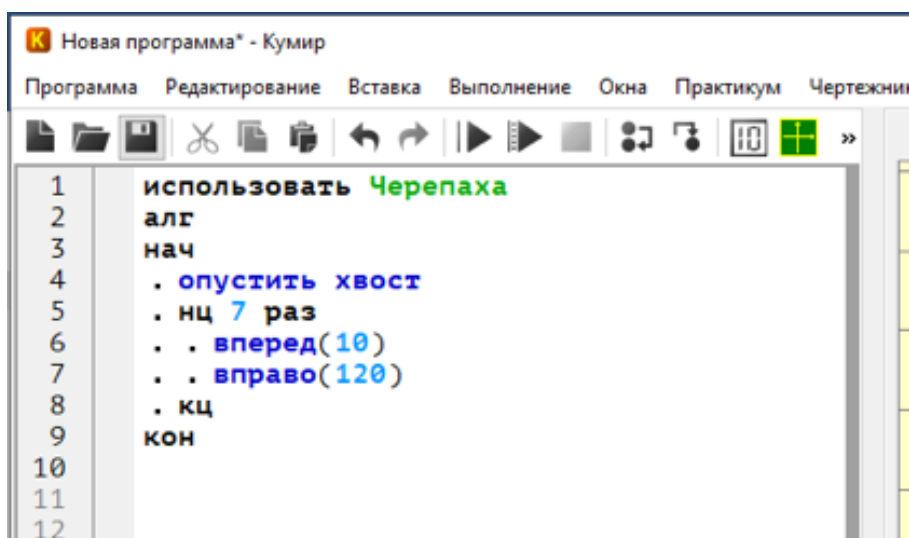 Новая программа* - Кумир
Программа Редактирование Вставка Выполнение Окна Практикум Чертежник
»
1 использовать Черепаха
2 алг
3 нач
4 . опустить хвост
5 . нц 7 раз
6 . . вперед(10)
7 . . вправо(120)
8 . кц
9 кон
10
11
12